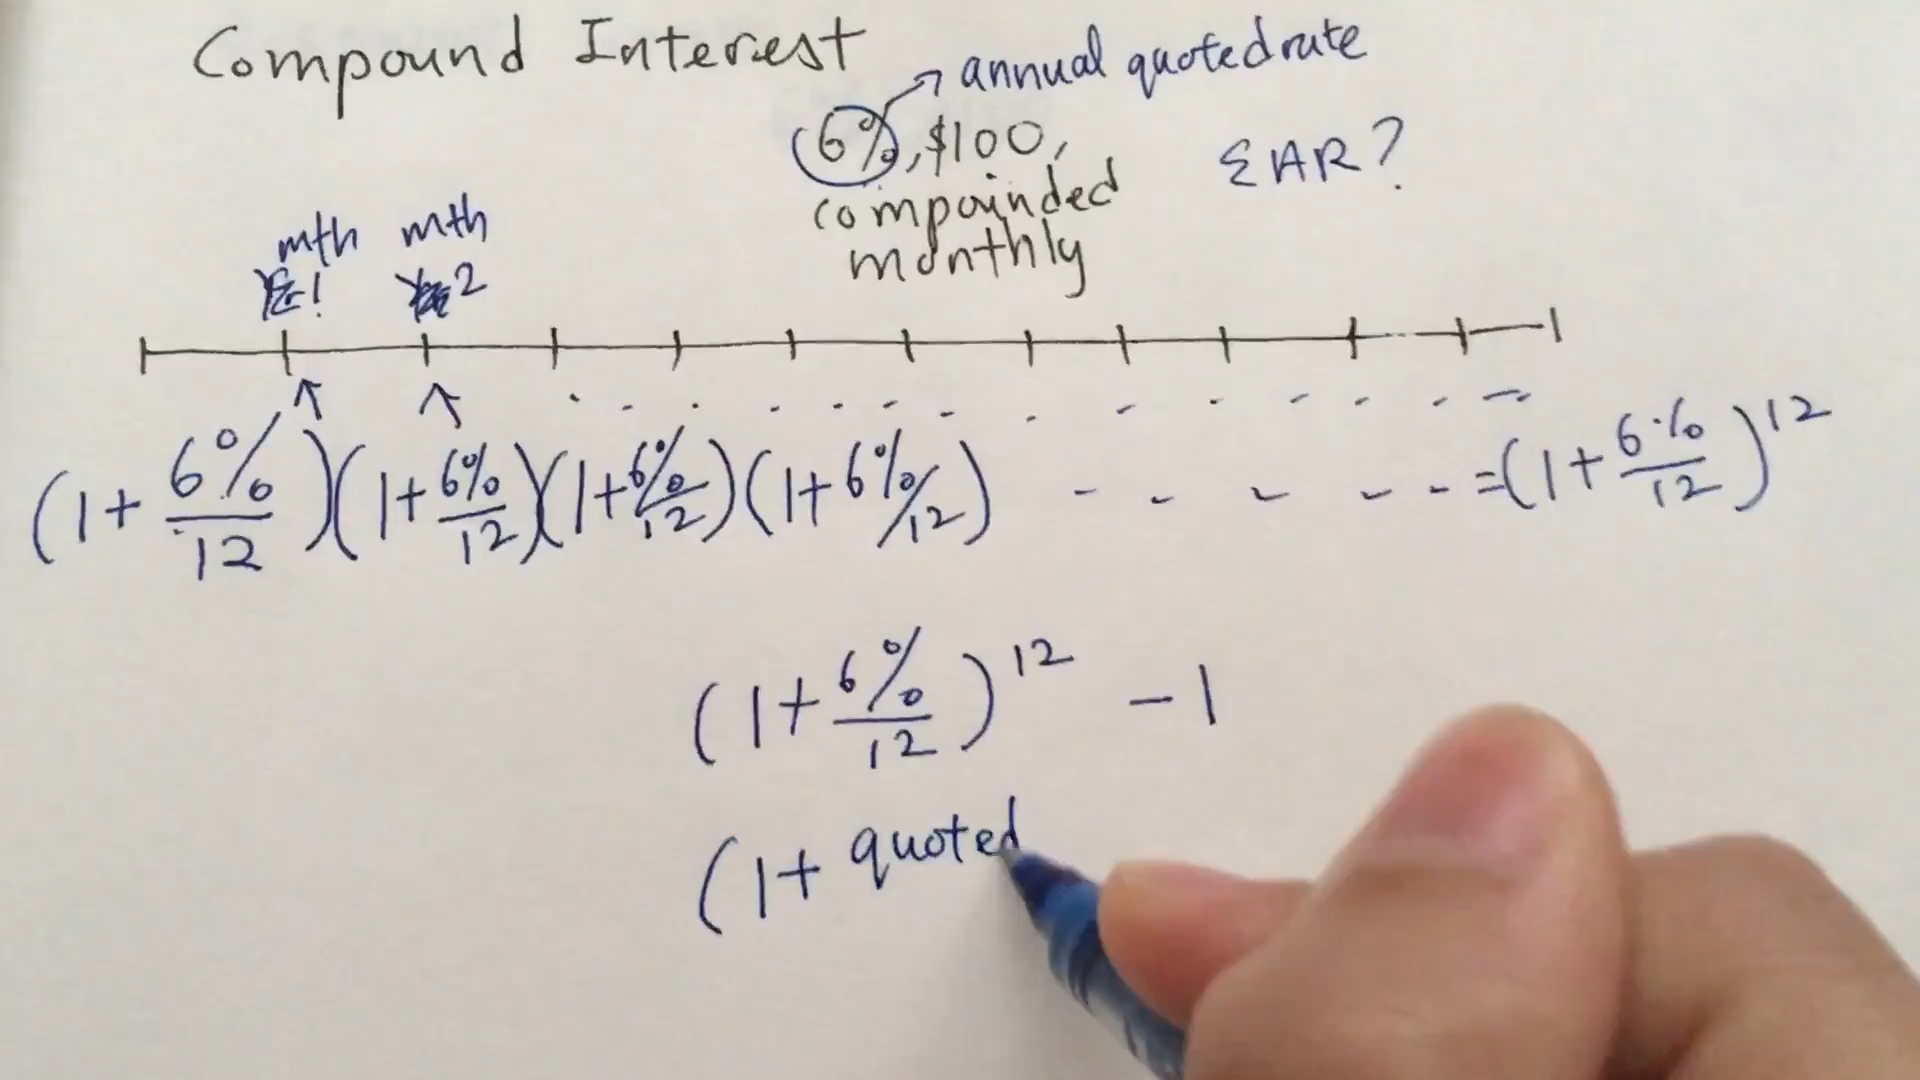 Compound Interest
annual quoted rate
6%, $100,
compounded
monthly
EAR?
mth mth
1 2
(1+ 6%/12)(1+ 6%/12)(1+ 6%/12)(1+ 6%/12) - - - - - =(1+ 6%/12)^12
(1+ 6%/12)^12 - 1
(1+ quoted